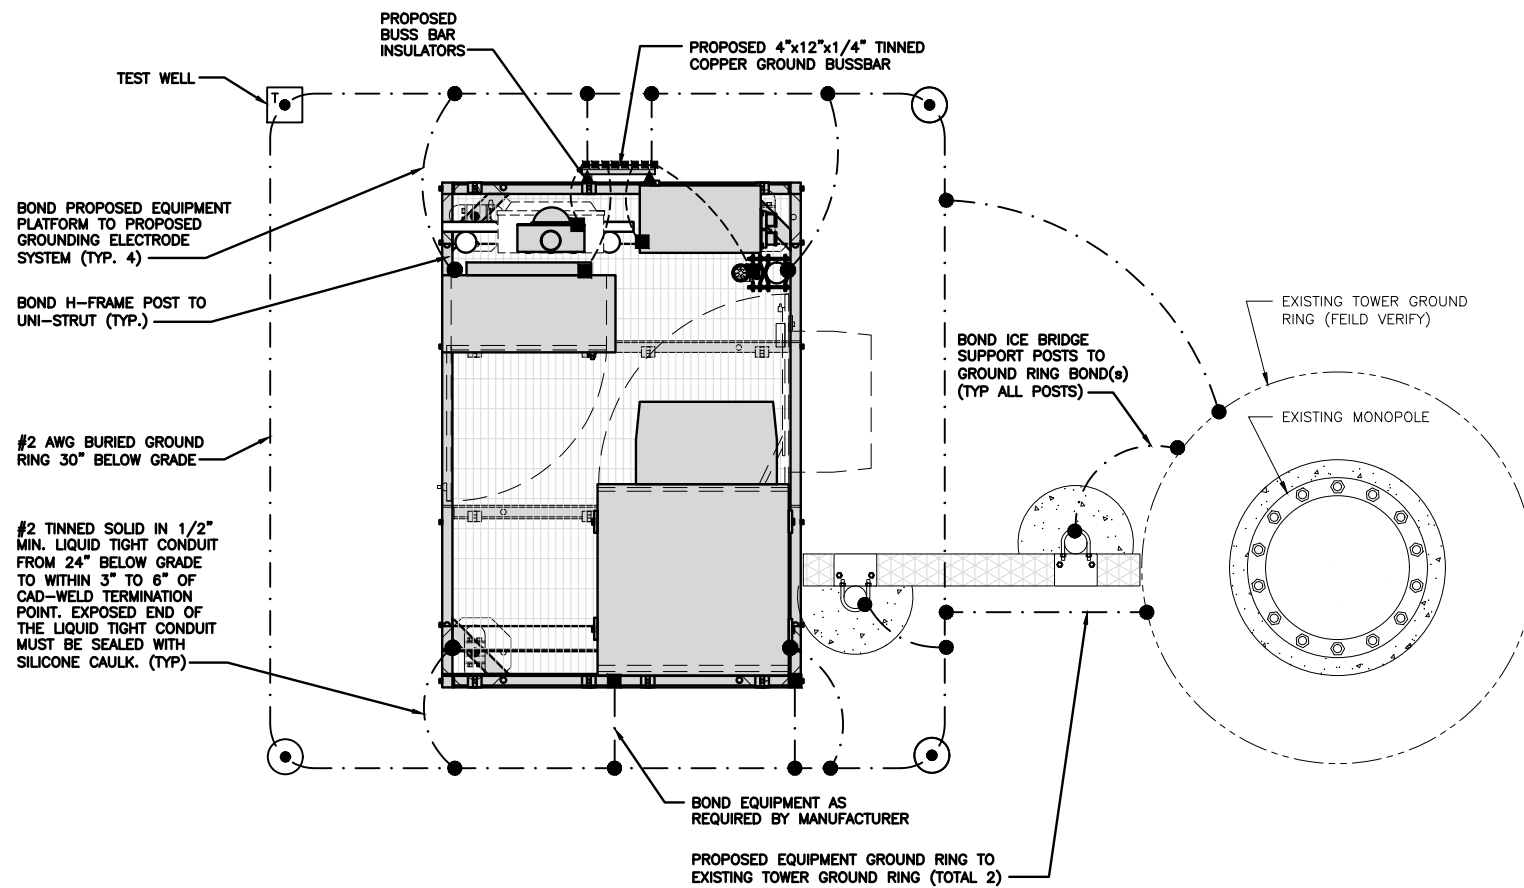 PROPOSED
BUSS BAR
INSULATORS
PROPOSED 4"x12"x1/4" TINNED
COPPER GROUND BUSSBAR
TEST WELL
T
BOND PROPOSED EQUIPMENT
PLATFORM TO PROPOSED
GROUNDING ELECTRODE
SYSTEM (TYP. 4)
BOND H-FRAME POST TO
UNI-STRUT (TYP.)
EXISTING TOWER GROUND
RING (FEILD VERIFY)
BOND ICE BRIDGE
SUPPORT POSTS TO
GROUND RING BOND(s)
(TYP ALL POSTS)
EXISTING MONOPOLE
#2 AWG BURIED GROUND
RING 30" BELOW GRADE
#2 TINNED SOLID IN 1/2"
MIN. LIQUID TIGHT CONDUIT
FROM 24" BELOW GRADE
TO WITHIN 3" TO 6" OF
CAD-WELD TERMINATION
POINT. EXPOSED END OF
THE LIQUID TIGHT CONDUIT
MUST BE SEALED WITH
SILICONE CAULK. (TYP)
BOND EQUIPMENT AS
REQUIRED BY MANUFACTURER
PROPOSED EQUIPMENT GROUND RING TO
EXISTING TOWER GROUND RING (TOTAL 2)